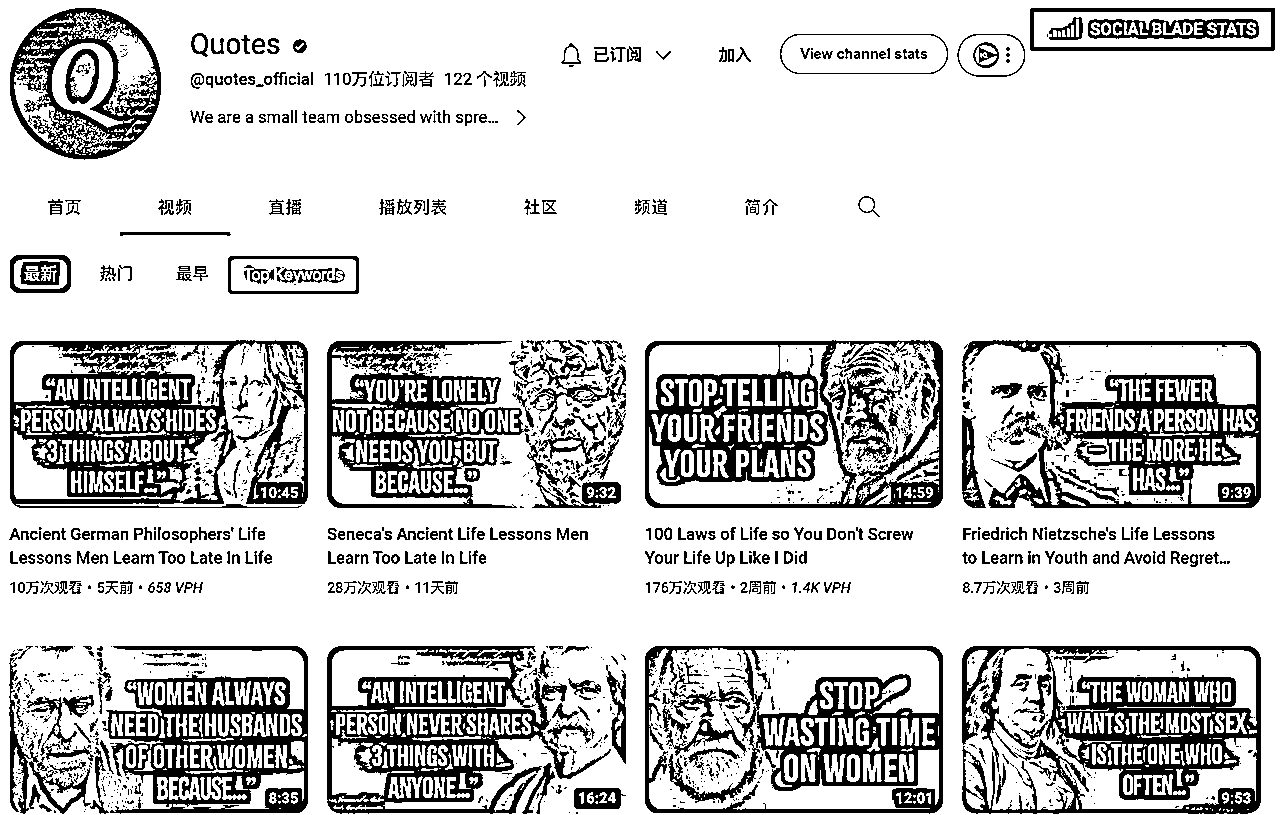 Quotes
@quotes_official 110万位订阅者 122 个视频
We are a small team obsessed with spre...
已订阅
加入
View channel stats
SOCIAL BLADE STATS
首页 视频 直播 播放列表 社区 频道 简介
最新 热门 最早 Top Keywords
"AN INTELLIGENT
PERSON ALWAYS HIDES
3 THINGS ABOUT
HIMSELF..."
10:45
"YOU'RE LONELY
NOT BECAUSE NO ONE
NEEDS YOU, BUT
BECAUSE..."
9:32
STOP TELLING
YOUR FRIENDS
YOUR PLANS
14:59
"THE FEWER
FRIENDS A PERSON HAS
THE MORE HE
HAS..."
9:39
Ancient German Philosophers' Life
Lessons Men Learn Too Late In Life
10万次观看 • 5天前 • 658 VPH
Seneca's Ancient Life Lessons Men
Learn Too Late In Life
28万次观看 • 11天前
100 Laws of Life so You Don't Screw
Your Life Up Like I Did
176万次观看 • 2周前 • 1.4K VPH
Friedrich Nietzsche's Life Lessons
to Learn in Youth and Avoid Regret...
8.7万次观看 • 3周前
"WOMEN ALWAYS
NEED THE HUSBANDS
OF OTHER WOMEN
BECAUSE..."
8:35
"AN INTELLIGENT
PERSON NEVER SHARES
3 THINGS WITH
ANYONE..."
16:24
STOP
WASTING TIME
ON WOMEN
12:01
"THE WOMAN WHO
WANTS THE MOST SEX
IS THE ONE WHO
OFTEN..."
9:53